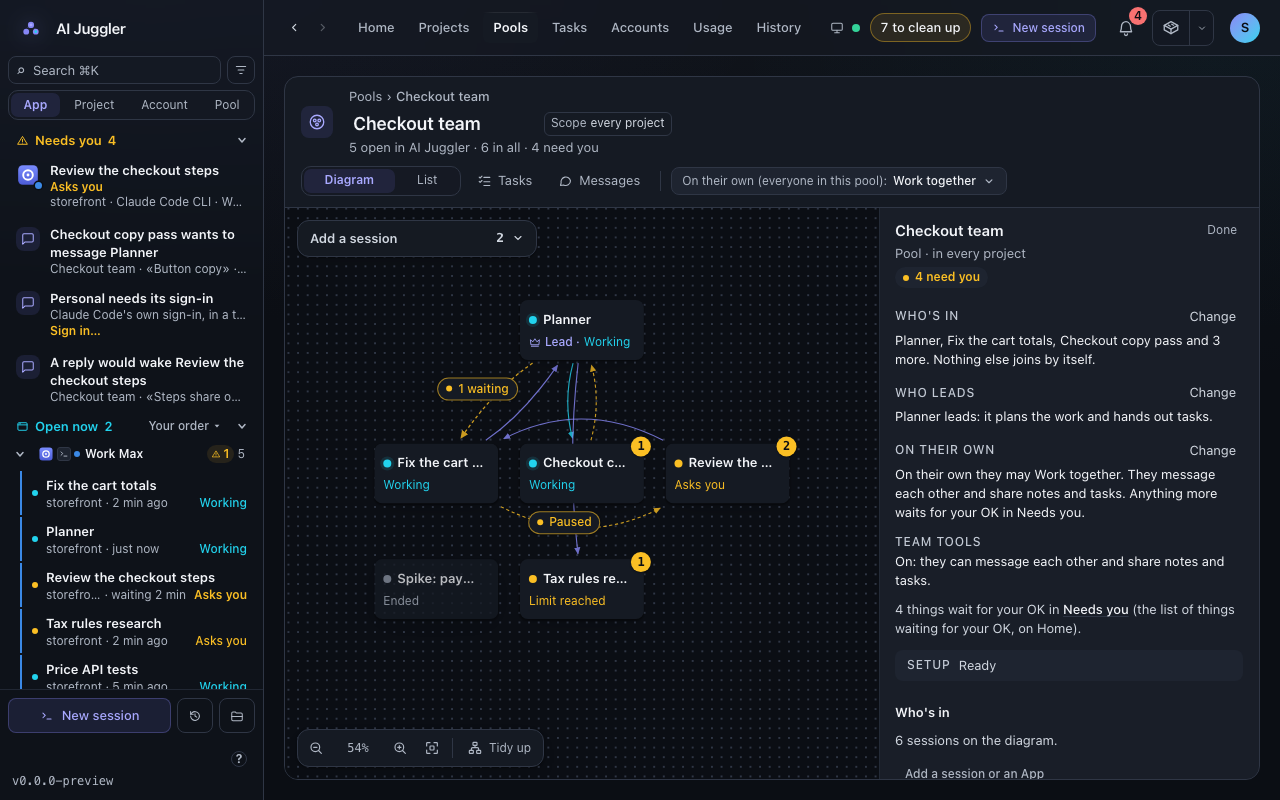 AI Juggler
Search ⌘K
App Project Account Pool
Needs you 4
Review the checkout steps
Asks you
storefront · Claude Code CLI · W...
Checkout copy pass wants to
message Planner
Checkout team · «Button copy» ·...
Personal needs its sign-in
Claude Code's own sign-in, in a t...
Sign in...
A reply would wake Review the
checkout steps
Checkout team · «Steps share o...
Open now 2 Your order
Work Max 1 5
Fix the cart totals
storefront · 2 min ago Working
Planner
storefront · just now Working
Review the checkout steps
storefro... · waiting 2 min Asks you
Tax rules research
storefront · 2 min ago Asks you
Price API tests
storefront · 5 min ago Working
New session
?
v0.0.0-preview
Home Projects Pools Tasks Accounts Usage History
7 to clean up
New session
4
S
Pools › Checkout team
Checkout team
Scope every project
5 open in AI Juggler · 6 in all · 4 need you
Diagram List Tasks Messages
On their own (everyone in this pool): Work together
Add a session 2
Planner
Lead · Working
1 waiting
Fix the cart ...
Working
1
Checkout c...
Working
2
Review the ...
Asks you
Paused
Spike: pay...
Ended
1
Tax rules re...
Limit reached
54%
Tidy up
Checkout team Done
Pool · in every project
4 need you
WHO'S IN Change
Planner, Fix the cart totals, Checkout copy pass and 3
more. Nothing else joins by itself.
WHO LEADS Change
Planner leads: it plans the work and hands out tasks.
ON THEIR OWN Change
On their own they may Work together. They message
each other and share notes and tasks. Anything more
waits for your OK in Needs you.
TEAM TOOLS
On: they can message each other and share notes and
tasks.
4 things wait for your OK in Needs you (the list of things
waiting for your OK, on Home).
SETUP Ready
Who's in
6 sessions on the diagram.
Add a session or an App